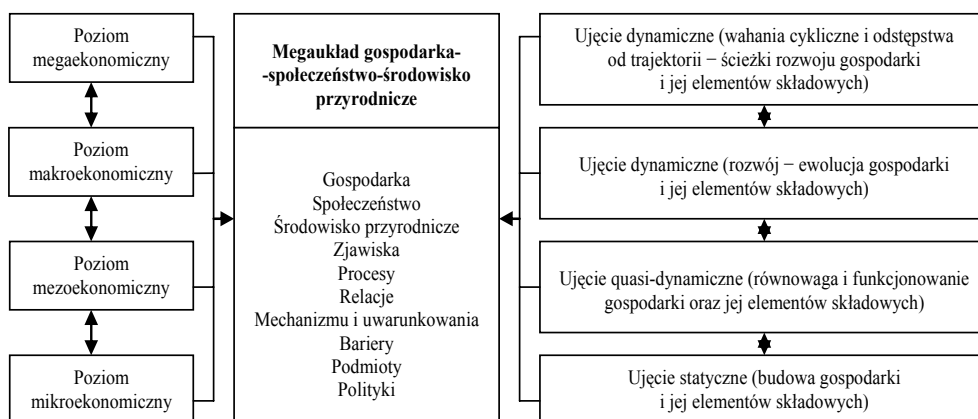 Poziom
megaekonomiczny
Poziom
makroekonomiczny
Poziom
mezoekonomiczny
Poziom
mikroekonomiczny
Megaukład gospodarka-
-społeczeństwo-środowisko
przyrodnicze
Gospodarka
Społeczeństwo
Środowisko przyrodnicze
Zjawiska
Procesy
Relacje
Mechanizmu i uwarunkowania
Bariery
Podmioty
Polityki
Ujęcie dynamiczne (wahania cykliczne i odstępstwa
od trajektorii − ścieżki rozwoju gospodarki
i jej elementów składowych)
Ujęcie dynamiczne (rozwój − ewolucja gospodarki
i jej elementów składowych)
Ujęcie quasi-dynamiczne (równowaga i funkcjonowanie
gospodarki oraz jej elementów składowych)
Ujęcie statyczne (budowa gospodarki
i jej elementów składowych)